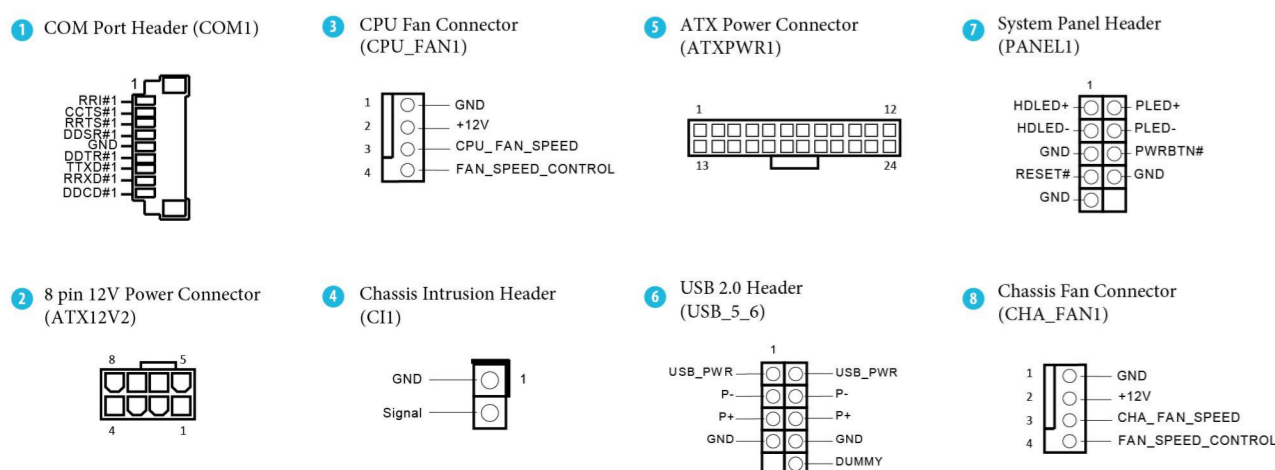 1 COM Port Header (COM1)
1
RRI#1
CCTS#1
RRTS#1
DDSR#1
GND
DDTR#1
TTXD#1
RRXD#1
DDCD#1
2 8 pin 12V Power Connector
(ATX12V2)
8 5
4 1
3 CPU Fan Connector
(CPU_FAN1)
1 GND
2 +12V
3 CPU_FAN_SPEED
4 FAN_SPEED_CONTROL
4 Chassis Intrusion Header
(CI1)
GND 1
Signal
5 ATX Power Connector
(ATXPWR1)
1 12
13 24
6 USB 2.0 Header
(USB_5_6)
1
USB_PWR USB_PWR
P- P-
P+ P+
GND GND
DUMMY
7 System Panel Header
(PANEL1)
1
HDLED+ PLED+
HDLED- PLED-
GND PWRBTN#
RESET# GND
GND
8 Chassis Fan Connector
(CHA_FAN1)
1 GND
2 +12V
3 CHA_FAN_SPEED
4 FAN_SPEED_CONTROL